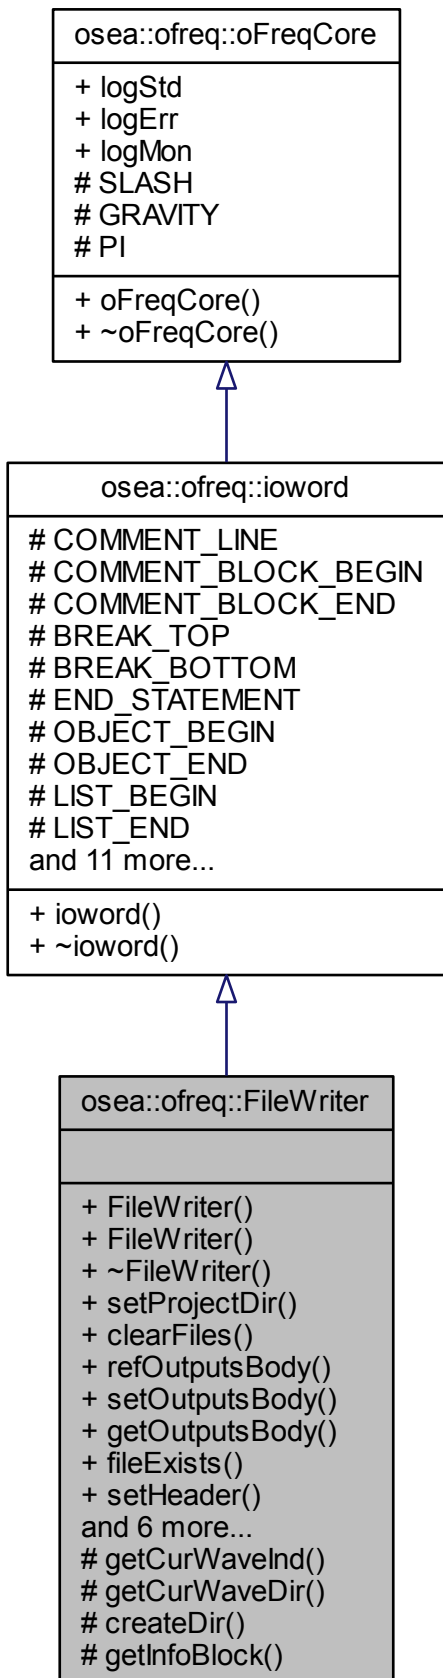 osea::ofreq::oFreqCore
+ logStd
+ logErr
+ logMon
# SLASH
# GRAVITY
# PI
+ oFreqCore()
+ ~oFreqCore()
osea::ofreq::ioword
# COMMENT_LINE
# COMMENT_BLOCK_BEGIN
# COMMENT_BLOCK_END
# BREAK_TOP
# BREAK_BOTTOM
# END_STATEMENT
# OBJECT_BEGIN
# OBJECT_END
# LIST_BEGIN
# LIST_END
and 11 more...
+ ioword()
+ ~ioword()
osea::ofreq::FileWriter
+ FileWriter()
+ FileWriter()
+ ~FileWriter()
+ setProjectDir()
+ clearFiles()
+ refOutputsBody()
+ setOutputsBody()
+ getOutputsBody()
+ fileExists()
+ setHeader()
and 6 more...
# getCurWaveInd()
# getCurWaveDir()
# createDir()
# getInfoBlock()